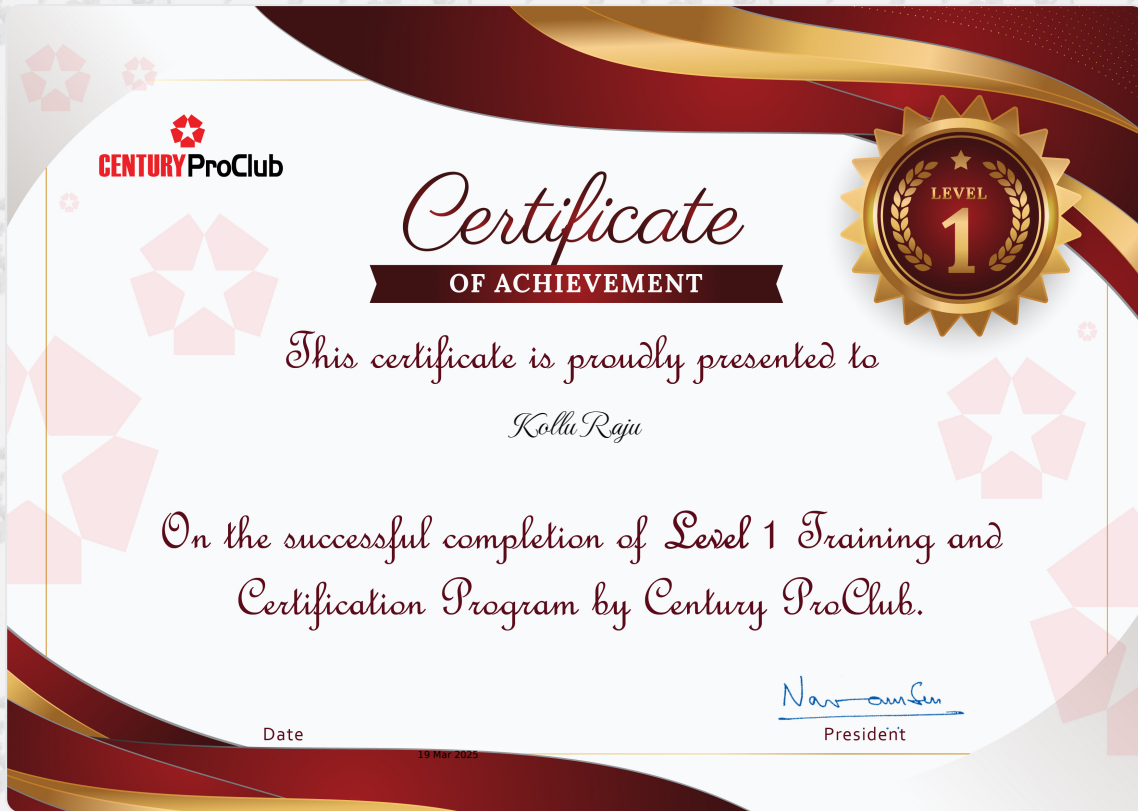 CENTURY ProClub
LEVEL
1
Certificate
OF ACHIEVEMENT
This certificate is proudly presented to
Kollu Raju
On the successful completion of Level 1 Training and
Certification Program by Century ProClub.
Date
President
19 Mar 2025